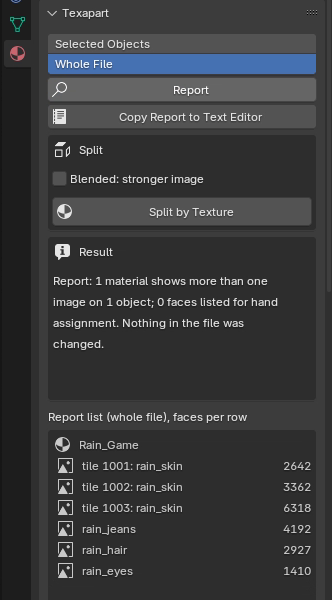 Texapart
Selected Objects
Whole File
Report
Copy Report to Text Editor
Split
Blended: stronger image
Split by Texture
Result
Report: 1 material shows more than one
image on 1 object; 0 faces listed for hand
assignment. Nothing in the file was
changed.
Report list (whole file), faces per row
Rain_Game
tile 1001: rain_skin 2642
tile 1002: rain_skin 3362
tile 1003: rain_skin 6318
rain_jeans 4192
rain_hair 2927
rain_eyes 1410